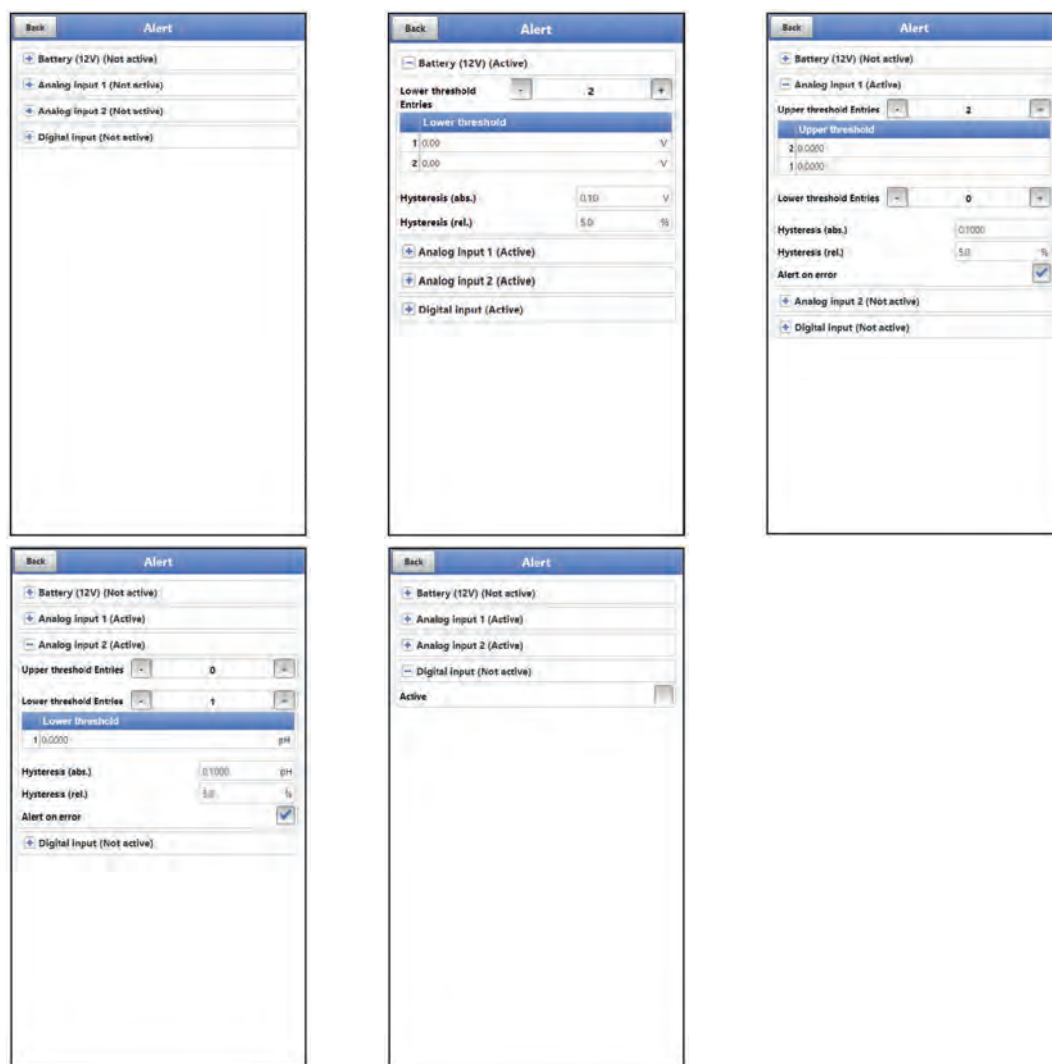 Back Alert
+ Battery (12V) (Not active)
+ Analog input 1 (Not active)
+ Analog input 2 (Not active)
+ Digital input (Not active)
Back Alert
− Battery (12V) (Active)
Lower threshold Entries - 2 +
Lower threshold
1 0.00 V
2 0.00 V
Hysteresis (abs.) 0.10 V
Hysteresis (rel.) 5.0 %
+ Analog input 1 (Active)
+ Analog input 2 (Active)
+ Digital input (Active)
Back Alert
+ Battery (12V) (Not active)
− Analog input 1 (Active)
Upper threshold Entries - 2 +
Upper threshold
2 0.0000
1 0.0000
Lower threshold Entries - 0 +
Hysteresis (abs.) 0.1000
Hysteresis (rel.) 5.0 %
Alert on error
+ Analog input 2 (Not active)
+ Digital input (Not active)
Back Alert
+ Battery (12V) (Not active)
+ Analog input 1 (Active)
− Analog input 2 (Active)
Upper threshold Entries - 0 +
Lower threshold Entries - 1 +
Lower threshold
1 0.0000 pH
Hysteresis (abs.) 0.1000 pH
Hysteresis (rel.) 5.0 %
Alert on error
+ Digital input (Not active)
Back Alert
+ Battery (12V) (Not active)
+ Analog input 1 (Active)
+ Analog input 2 (Active)
− Digital input (Not active)
Active